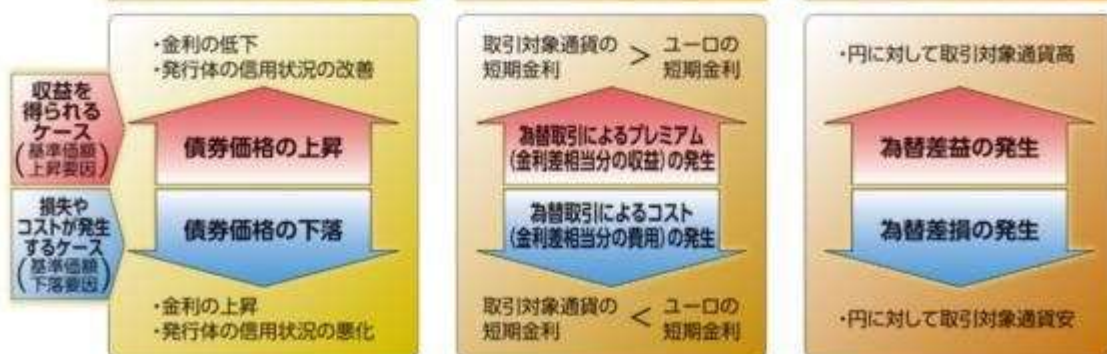 収益を
得られる
ケース
(基準価額
上昇要因)
損失や
コストが発生
するケース
(基準価額
下落要因)
・金利の低下
・発行体の信用状況の改善
債券価格の上昇
債券価格の下落
・金利の上昇
・発行体の信用状況の悪化
取引対象通貨の ＞ ユーロの
短期金利 短期金利
為替取引によるプレミアム
(金利差相当分の収益)の発生
為替取引によるコスト
(金利差相当分の費用)の発生
取引対象通貨の ＜ ユーロの
短期金利 短期金利
・円に対して取引対象通貨高
為替差益の発生
為替差損の発生
・円に対して取引対象通貨安